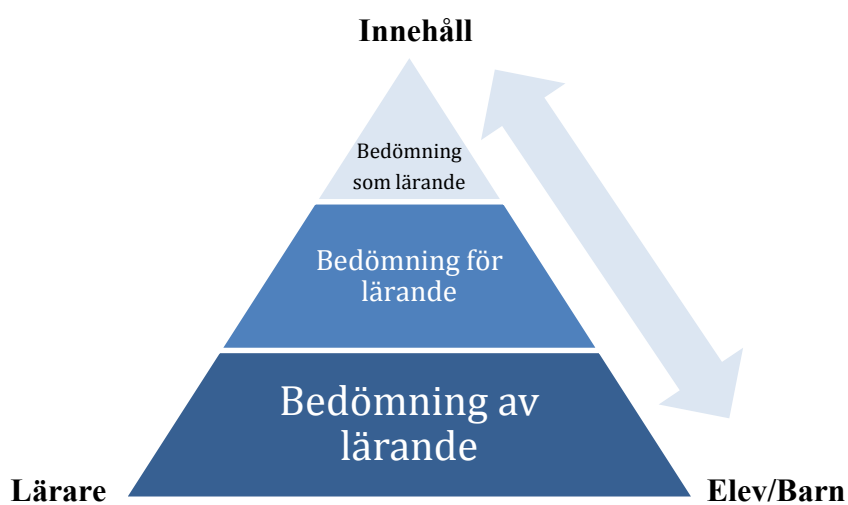 Innehåll
Bedömning
som lärande
Bedömning för
lärande
Bedömning av
lärande
Lärare
Elev/Barn